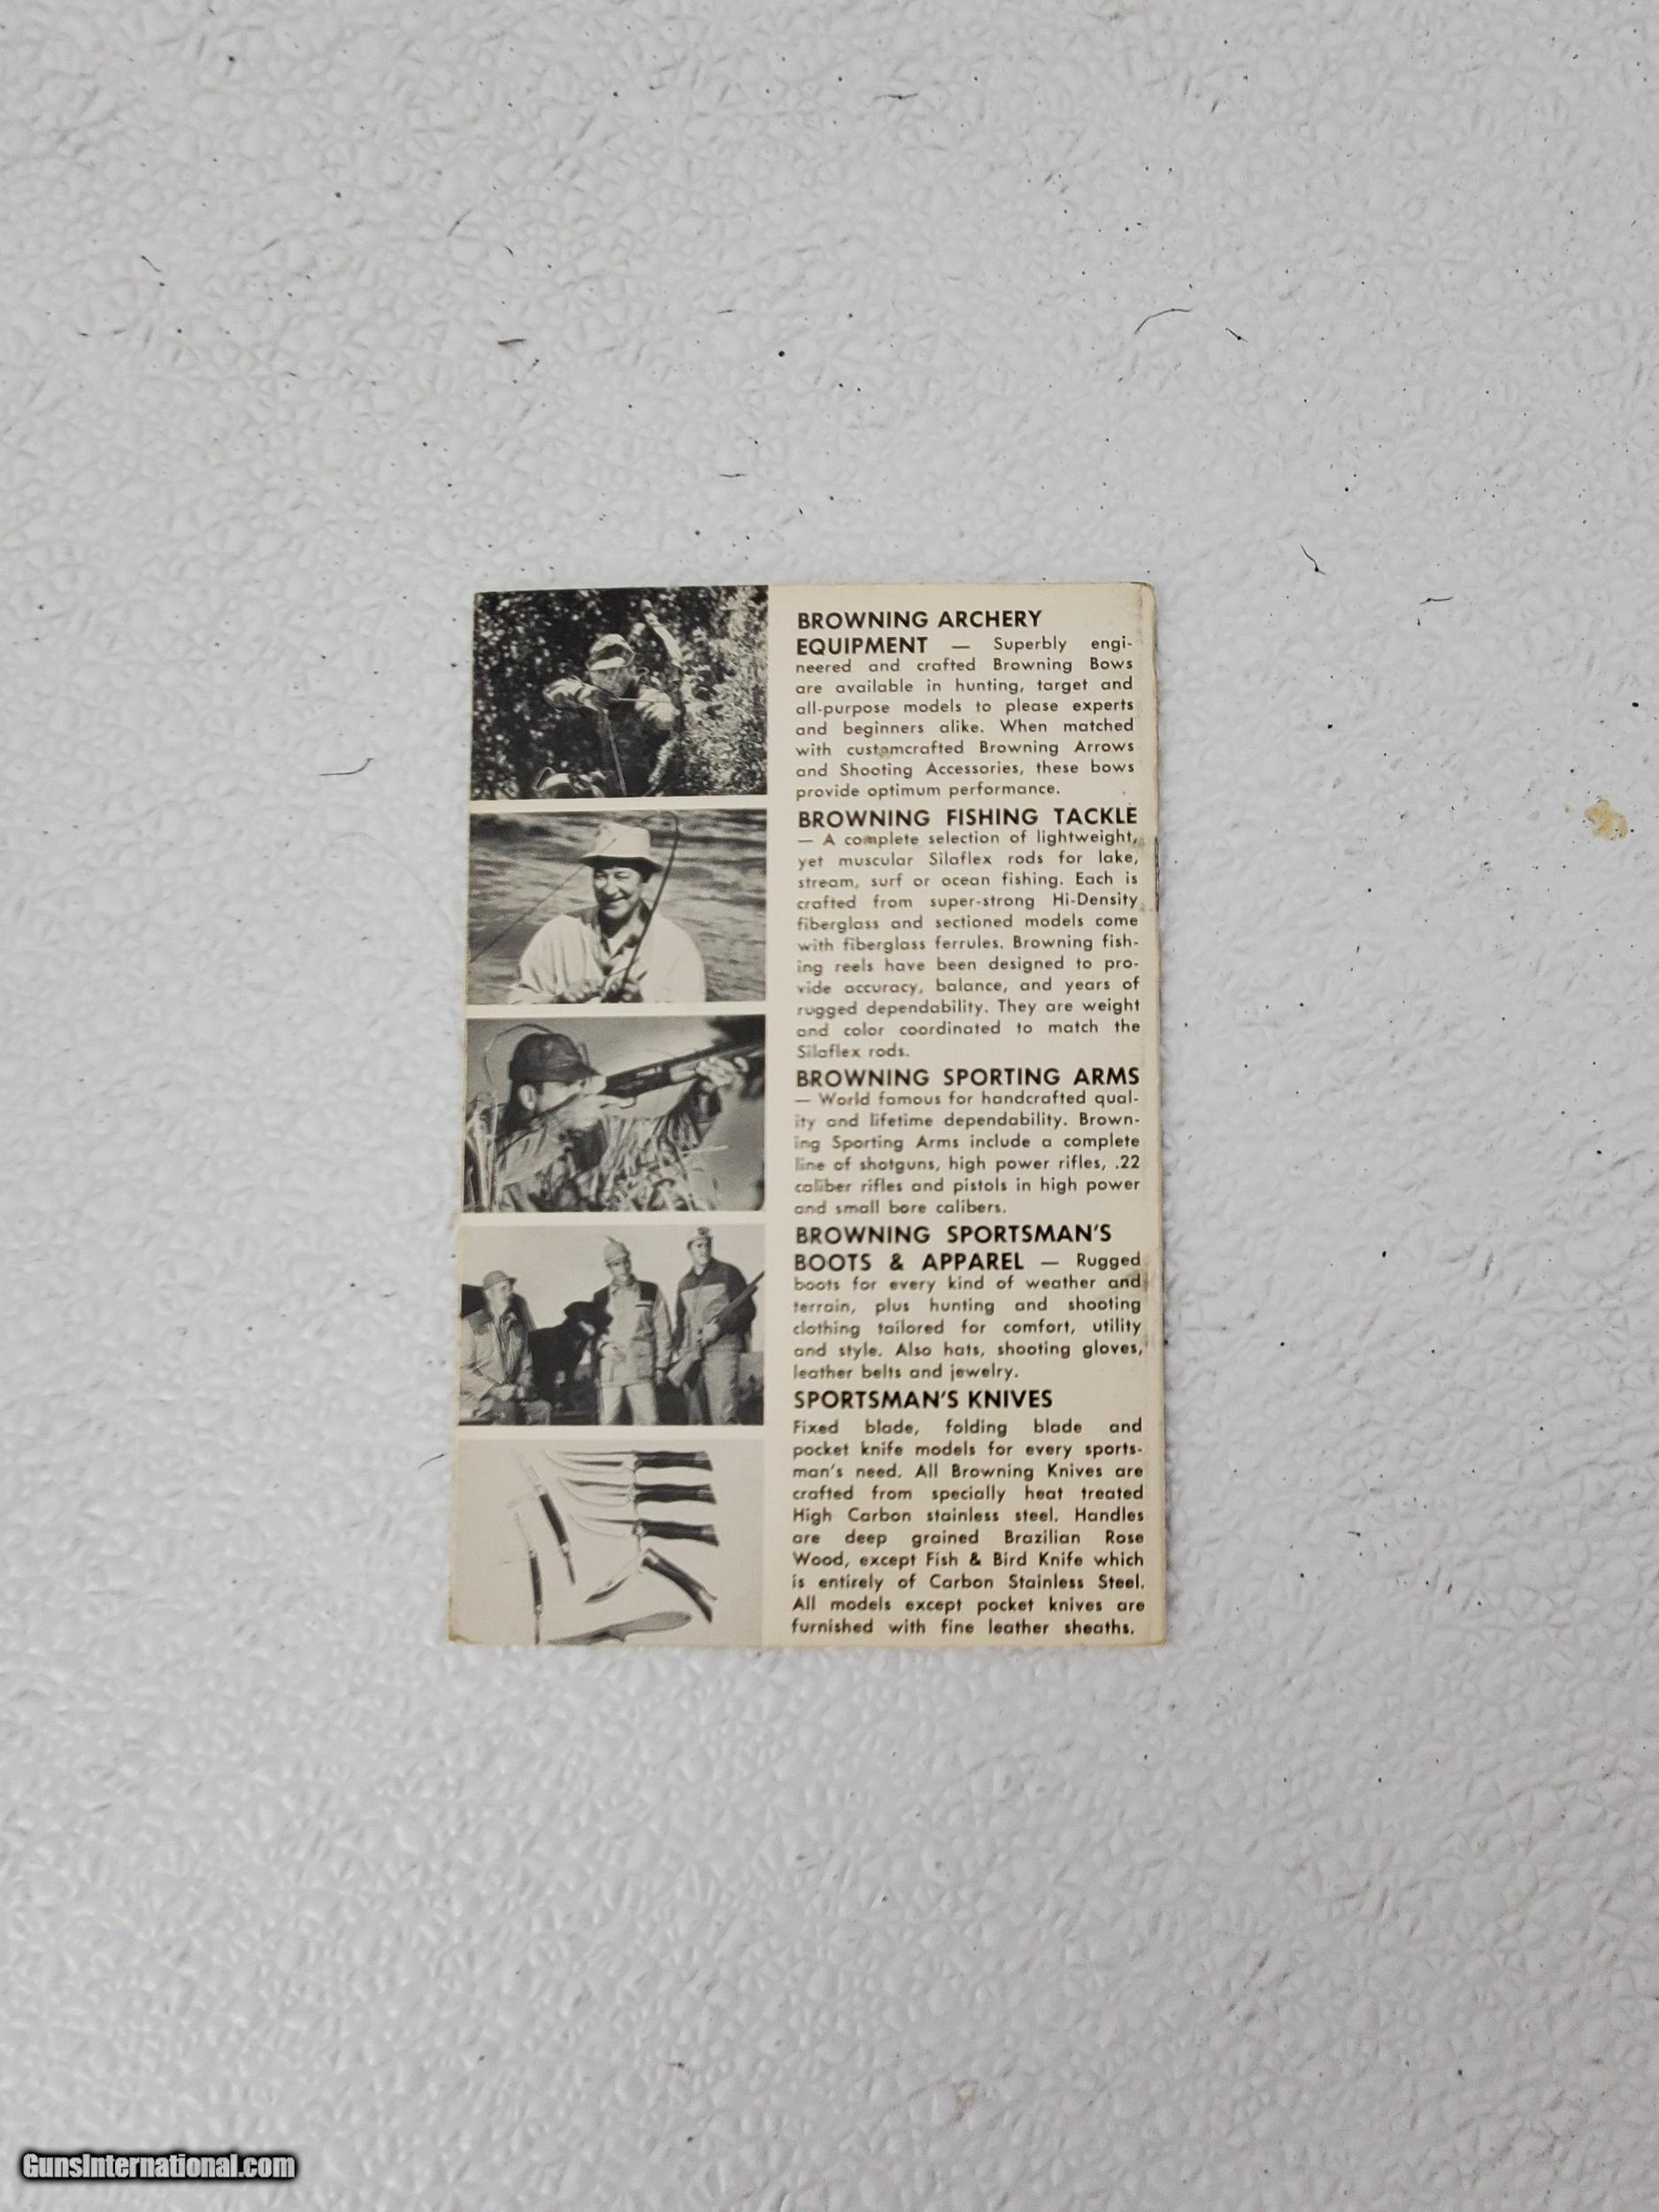 BROWNING ARCHERY
EQUIPMENT — Superbly engi-
neered and crafted Browning Bows
are available in hunting, target and
all-purpose models to please experts
and beginners alike. When matched
with customcrafted Browning Arrows
and Shooting Accessories, these bows
provide optimum performance.
BROWNING FISHING TACKLE
— A complete selection of lightweight,
yet muscular Silaflex rods for lake,
stream, surf or ocean fishing. Each is
crafted from super-strong Hi-Density
fiberglass and sectioned models come
with fiberglass ferrules. Browning fish-
ing reels have been designed to pro-
vide accuracy, balance, and years of
rugged dependability. They are weight
and color coordinated to match the
Silaflex rods.
BROWNING SPORTING ARMS
— World famous for handcrafted qual-
ity and lifetime dependability. Brown-
ing Sporting Arms include a complete
line of shotguns, high power rifles, .22
caliber rifles and pistols in high power
and small bore calibers.
BROWNING SPORTSMAN'S
BOOTS & APPAREL — Rugged
boots for every kind of weather and
terrain, plus hunting and shooting
clothing tailored for comfort, utility
and style. Also hats, shooting gloves,
leather belts and jewelry.
SPORTSMAN'S KNIVES
Fixed blade, folding blade and
pocket knife models for every sports-
man's need. All Browning Knives are
crafted from specially heat treated
High Carbon stainless steel. Handles
are deep grained Brazilian Rose
Wood, except Fish & Bird Knife which
is entirely of Carbon Stainless Steel.
All models except pocket knives are
furnished with fine leather sheaths.
GunsInternational.com